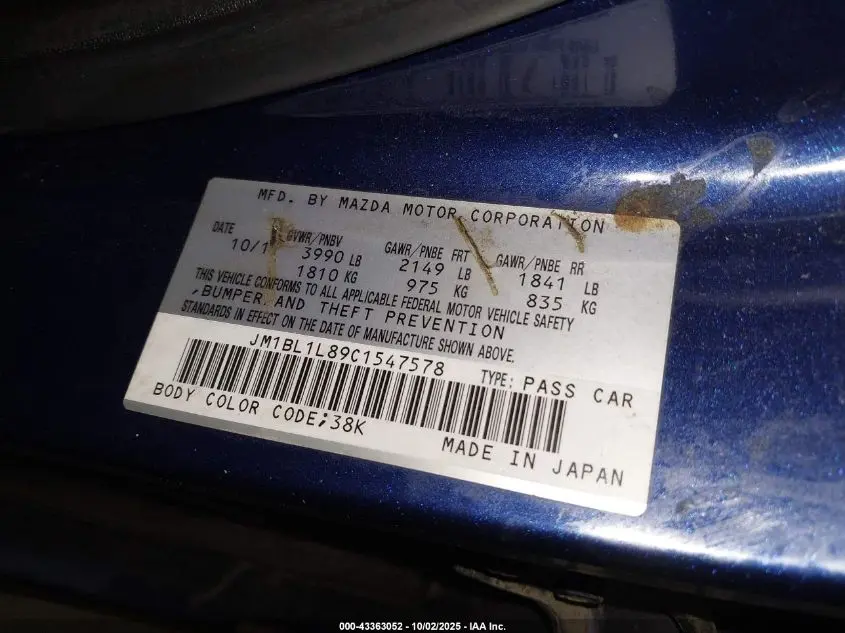 MFD. BY MAZDA MOTOR CORPORATION
DATE GVWR/PNBV GAWR/PNBE FRT GAWR/PNBE RR
10/1 3990 LB 2149 LB 1841 LB
1810 KG 975 KG 835 KG
THIS VEHICLE CONFORMS TO ALL APPLICABLE FEDERAL MOTOR VEHICLE SAFETY
,BUMPER, AND THEFT PREVENTION
STANDARDS IN EFFECT ON THE DATE OF MANUFACTURE SHOWN ABOVE.
JM1BL1L89C1547578 TYPE: PASS CAR
BODY COLOR CODE;38K
MADE IN JAPAN
000-43363052 - 10/02/2025 - IAA Inc.